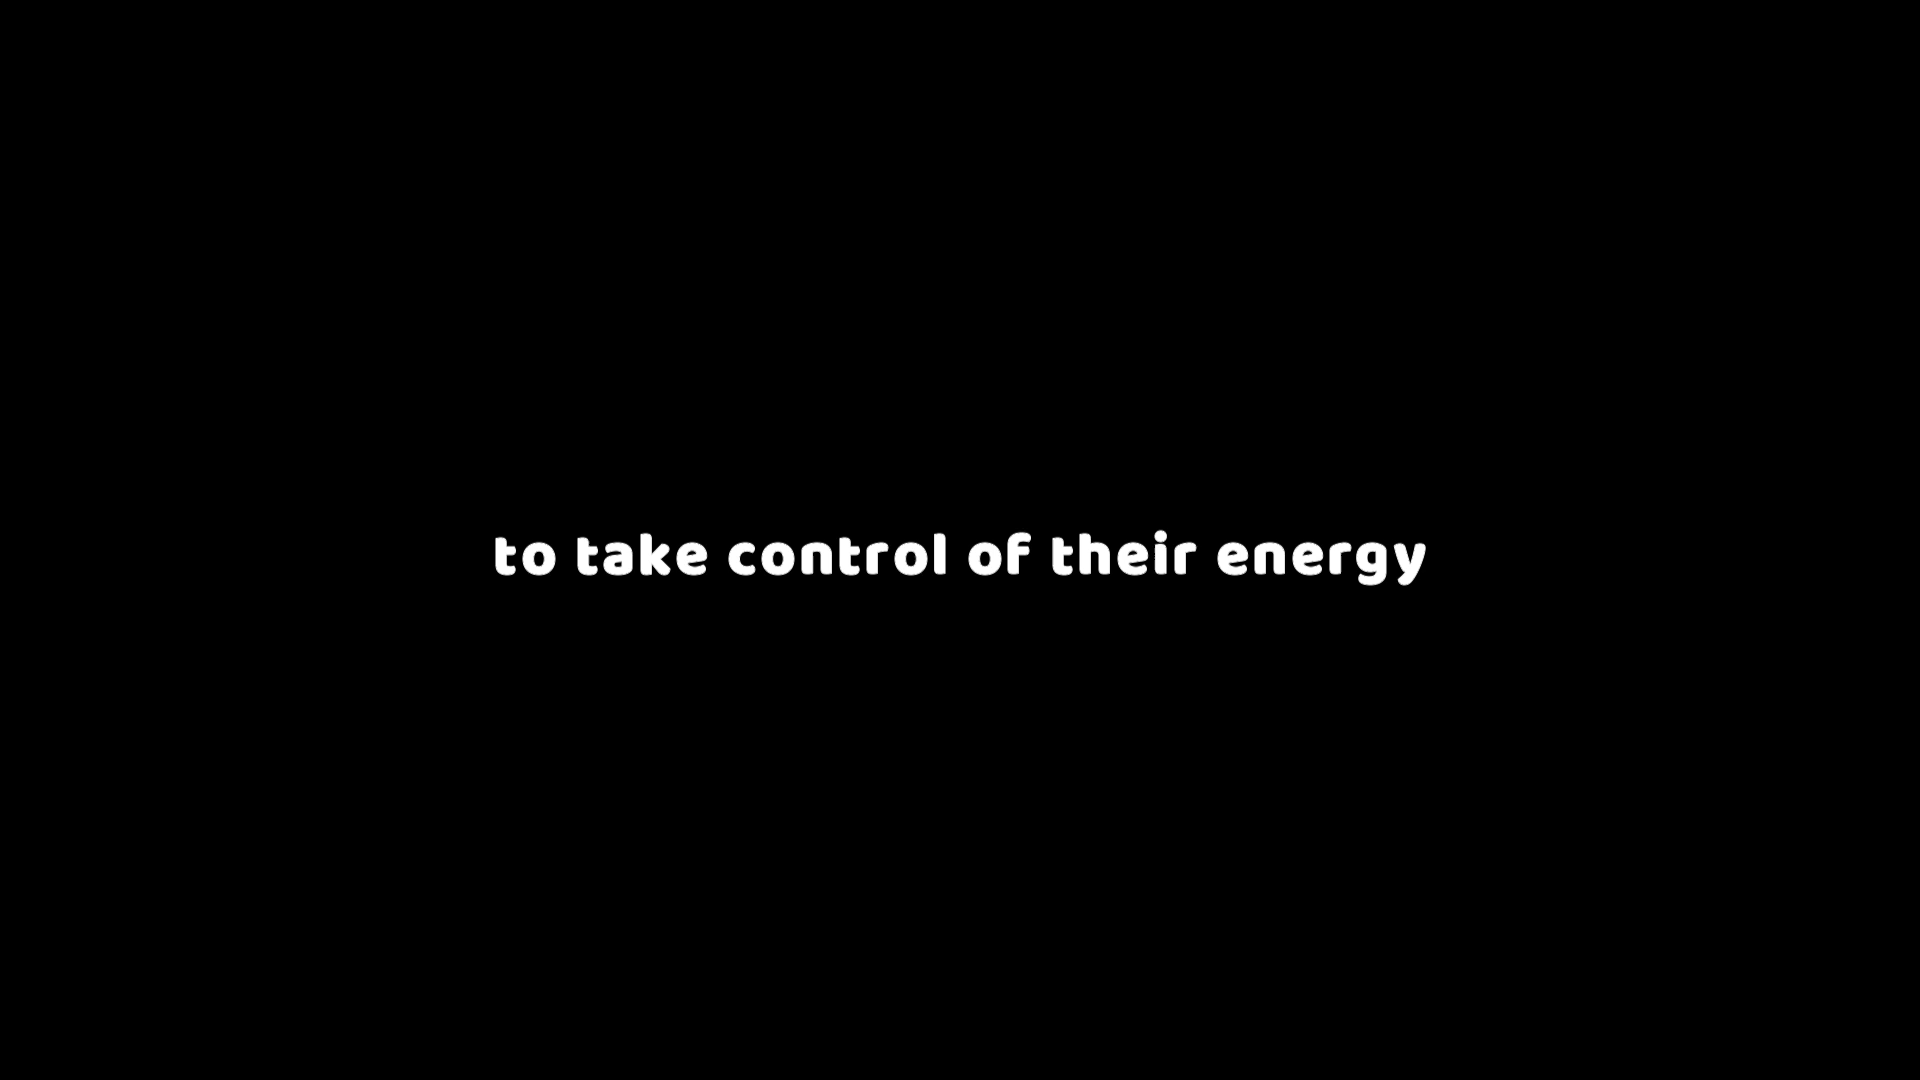 to take control of their energy